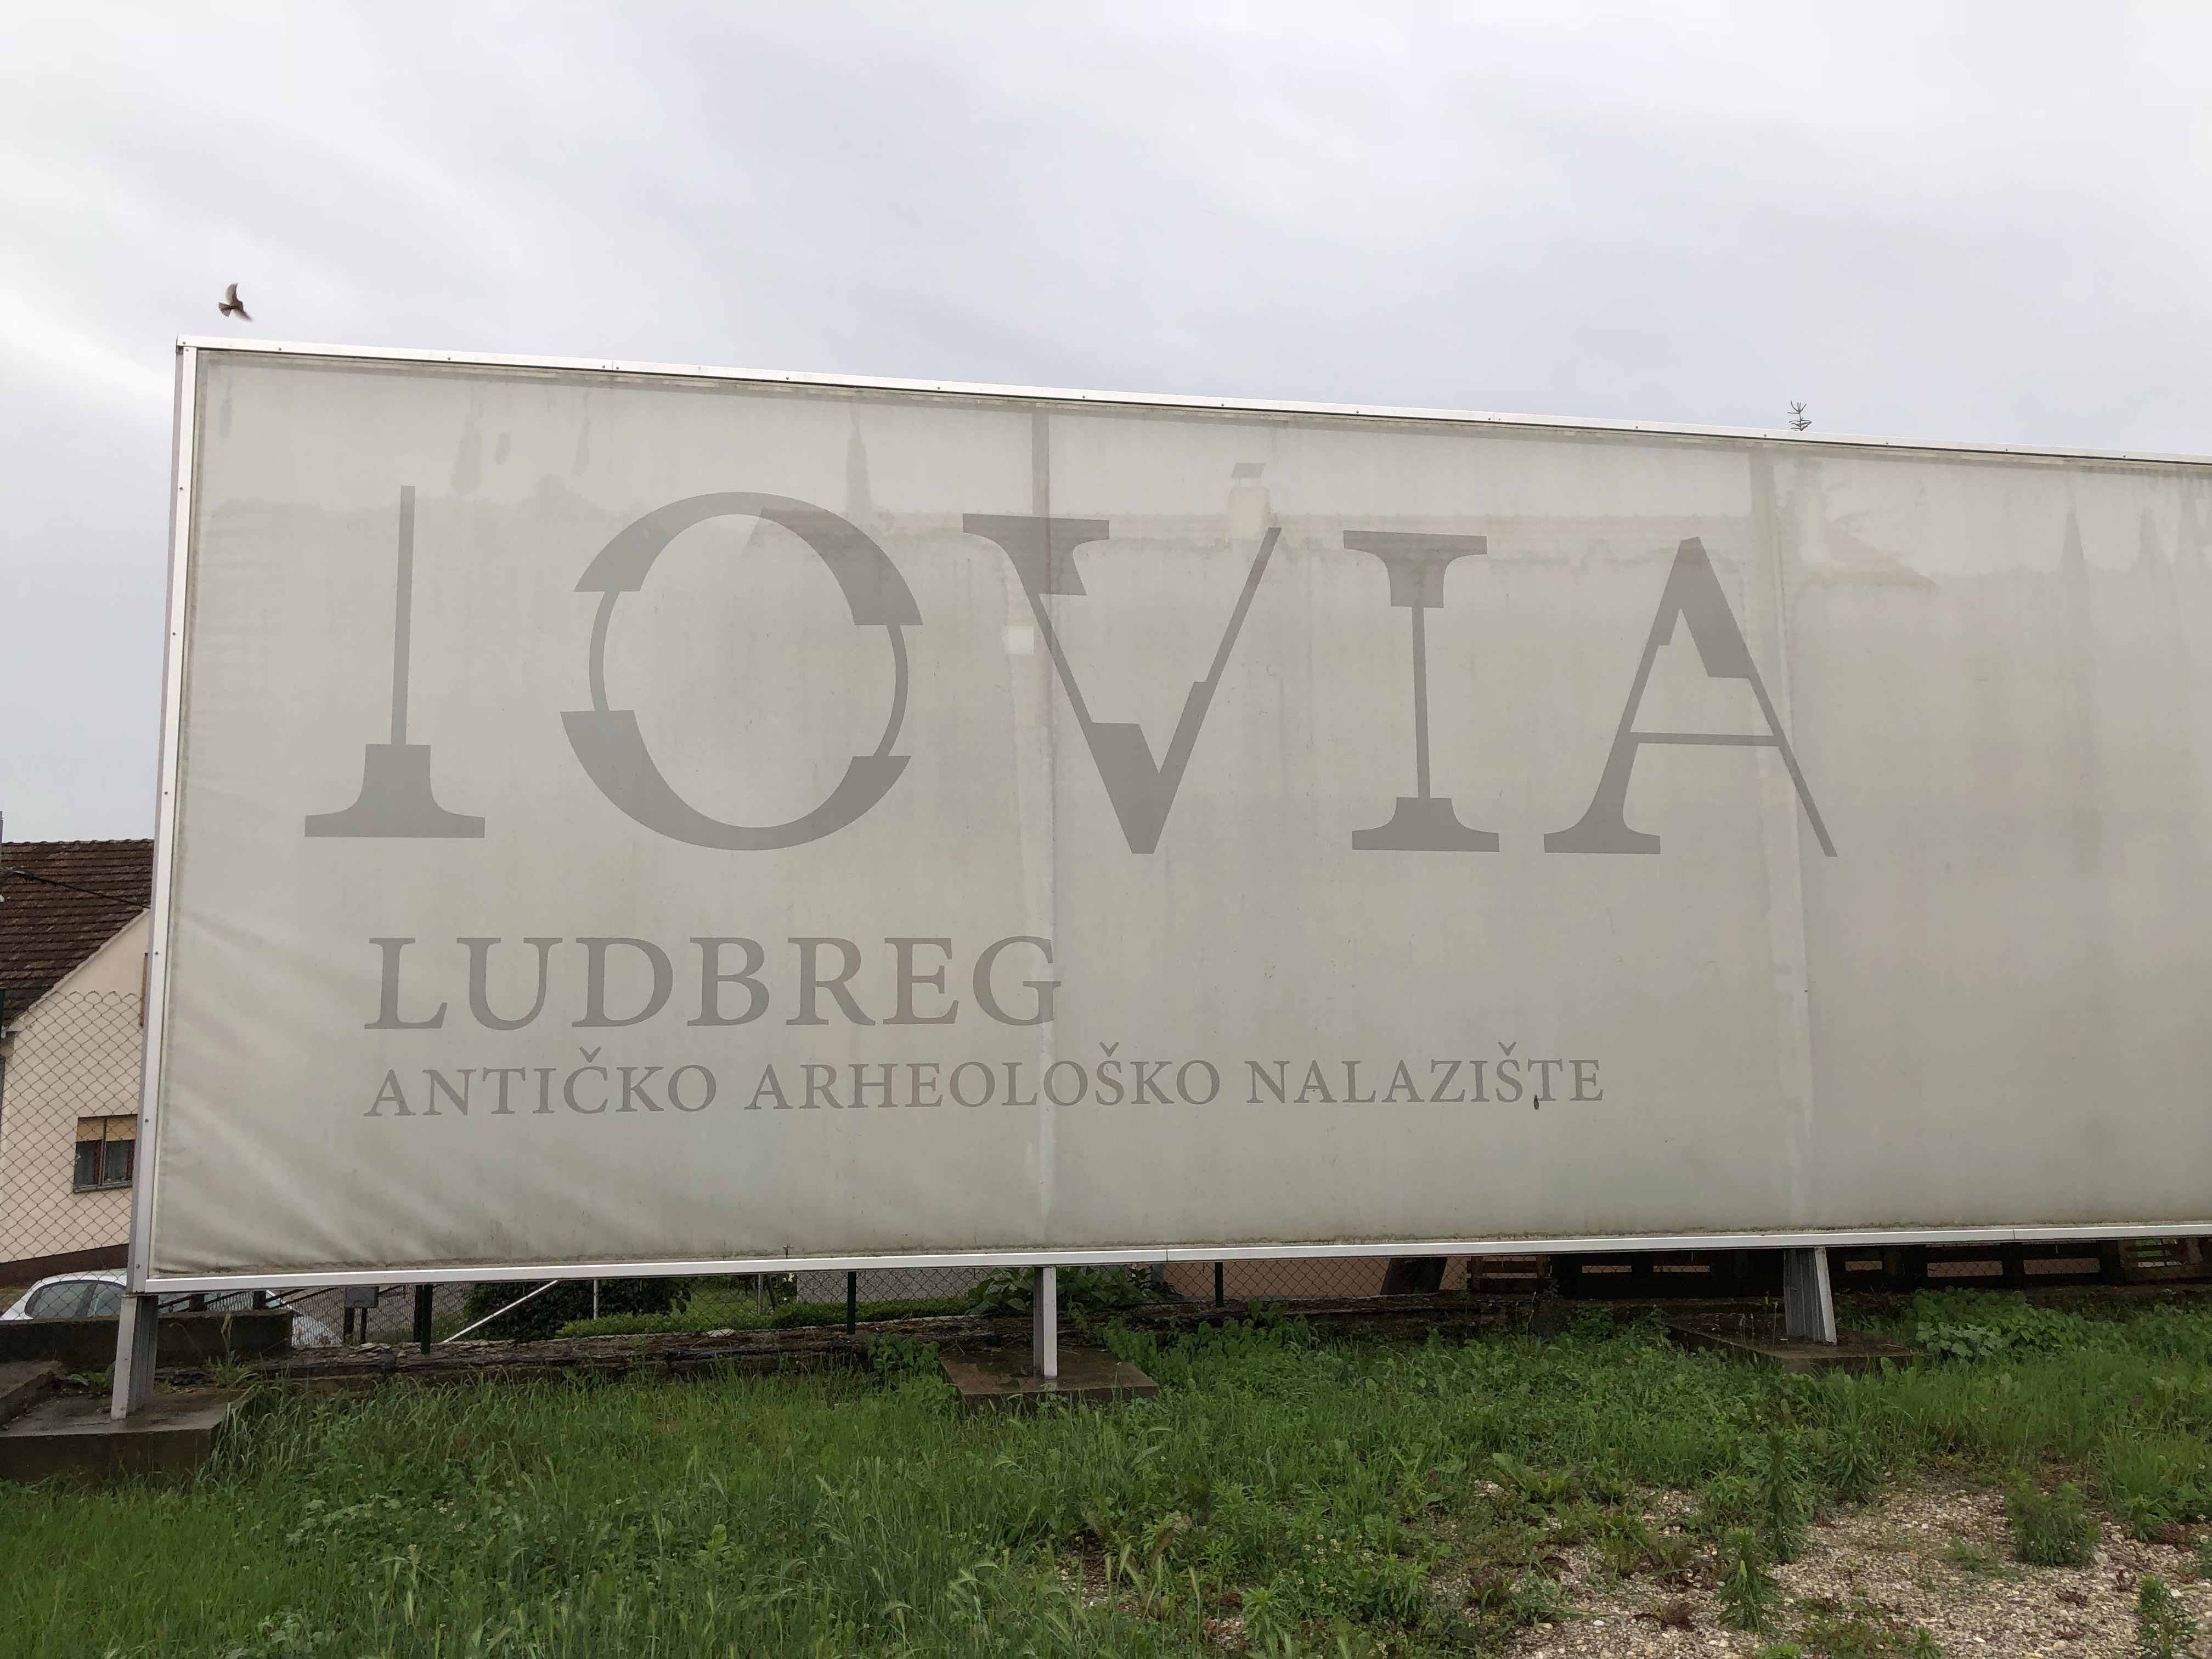 IOVIA
LUDBREG
ANTIČKO ARHEOLOŠKO NALAZIŠTE